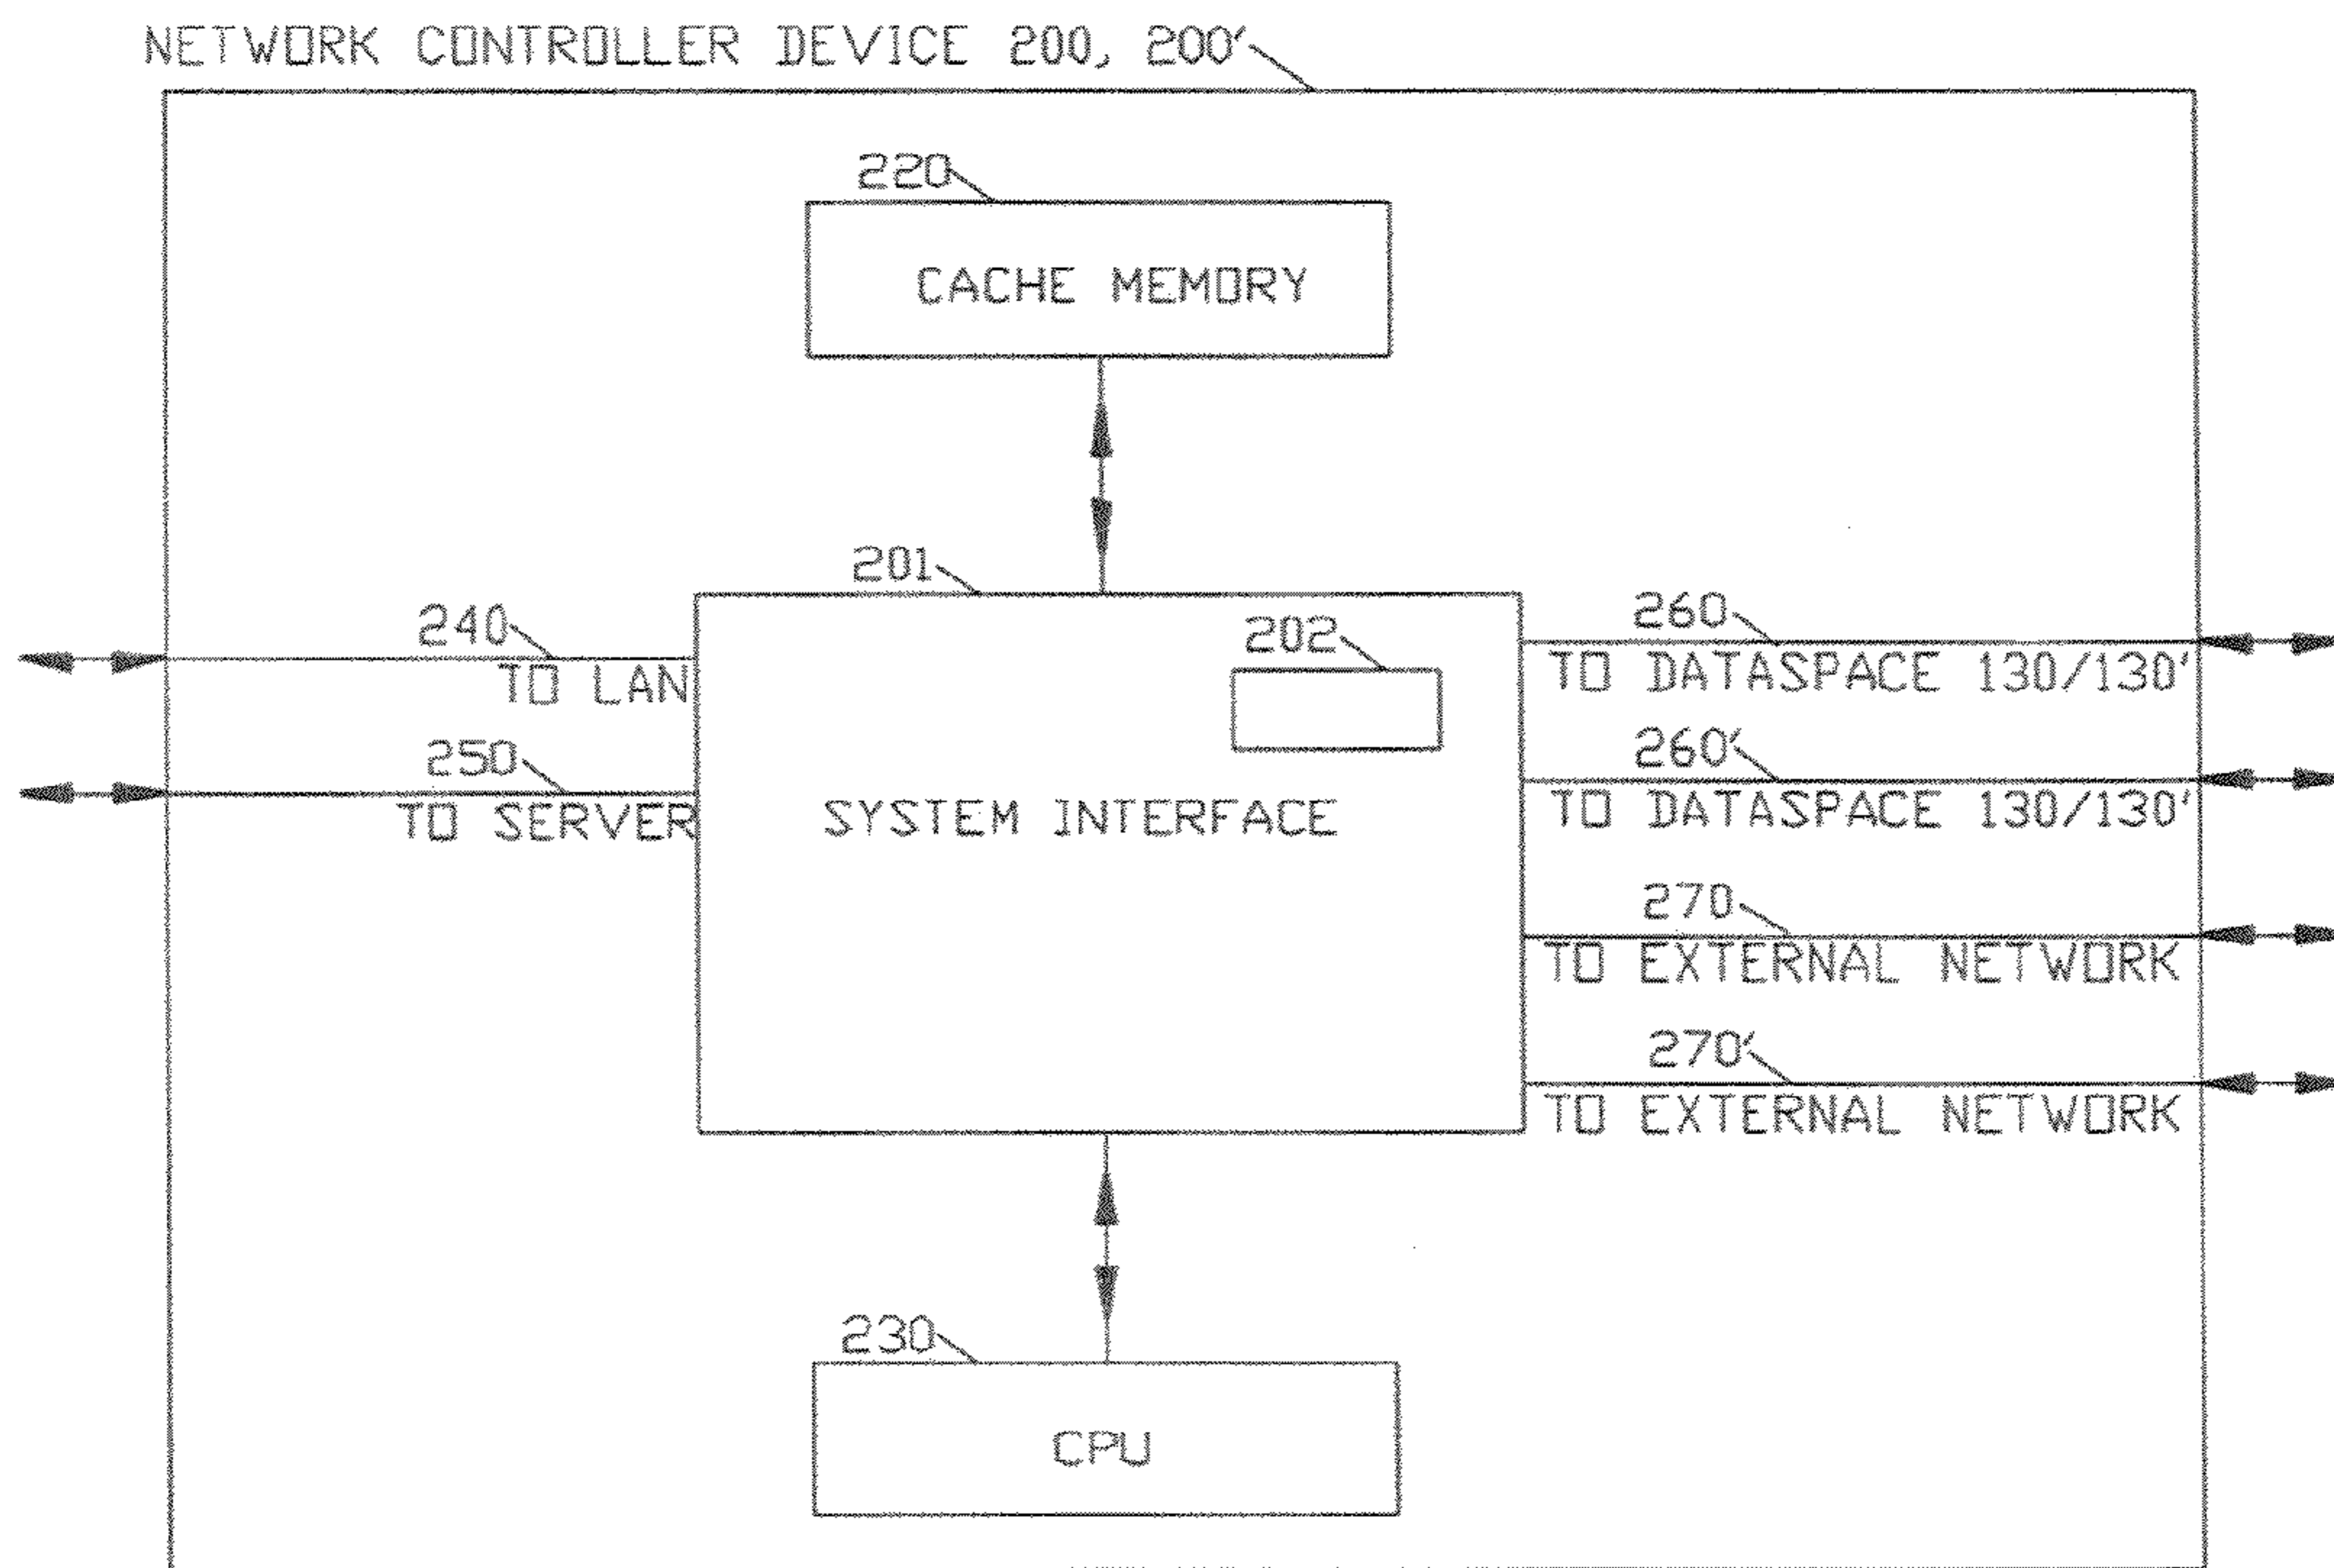 NETWORK CONTROLLER DEVICE 200, 200'
220
CACHE MEMORY
201
240
TO LAN
202
260
TO DATASPACE 130/130'
250
TO SERVER
260'
TO DATASPACE 130/130'
SYSTEM INTERFACE
270
TO EXTERNAL NETWORK
270'
TO EXTERNAL NETWORK
230
CPU